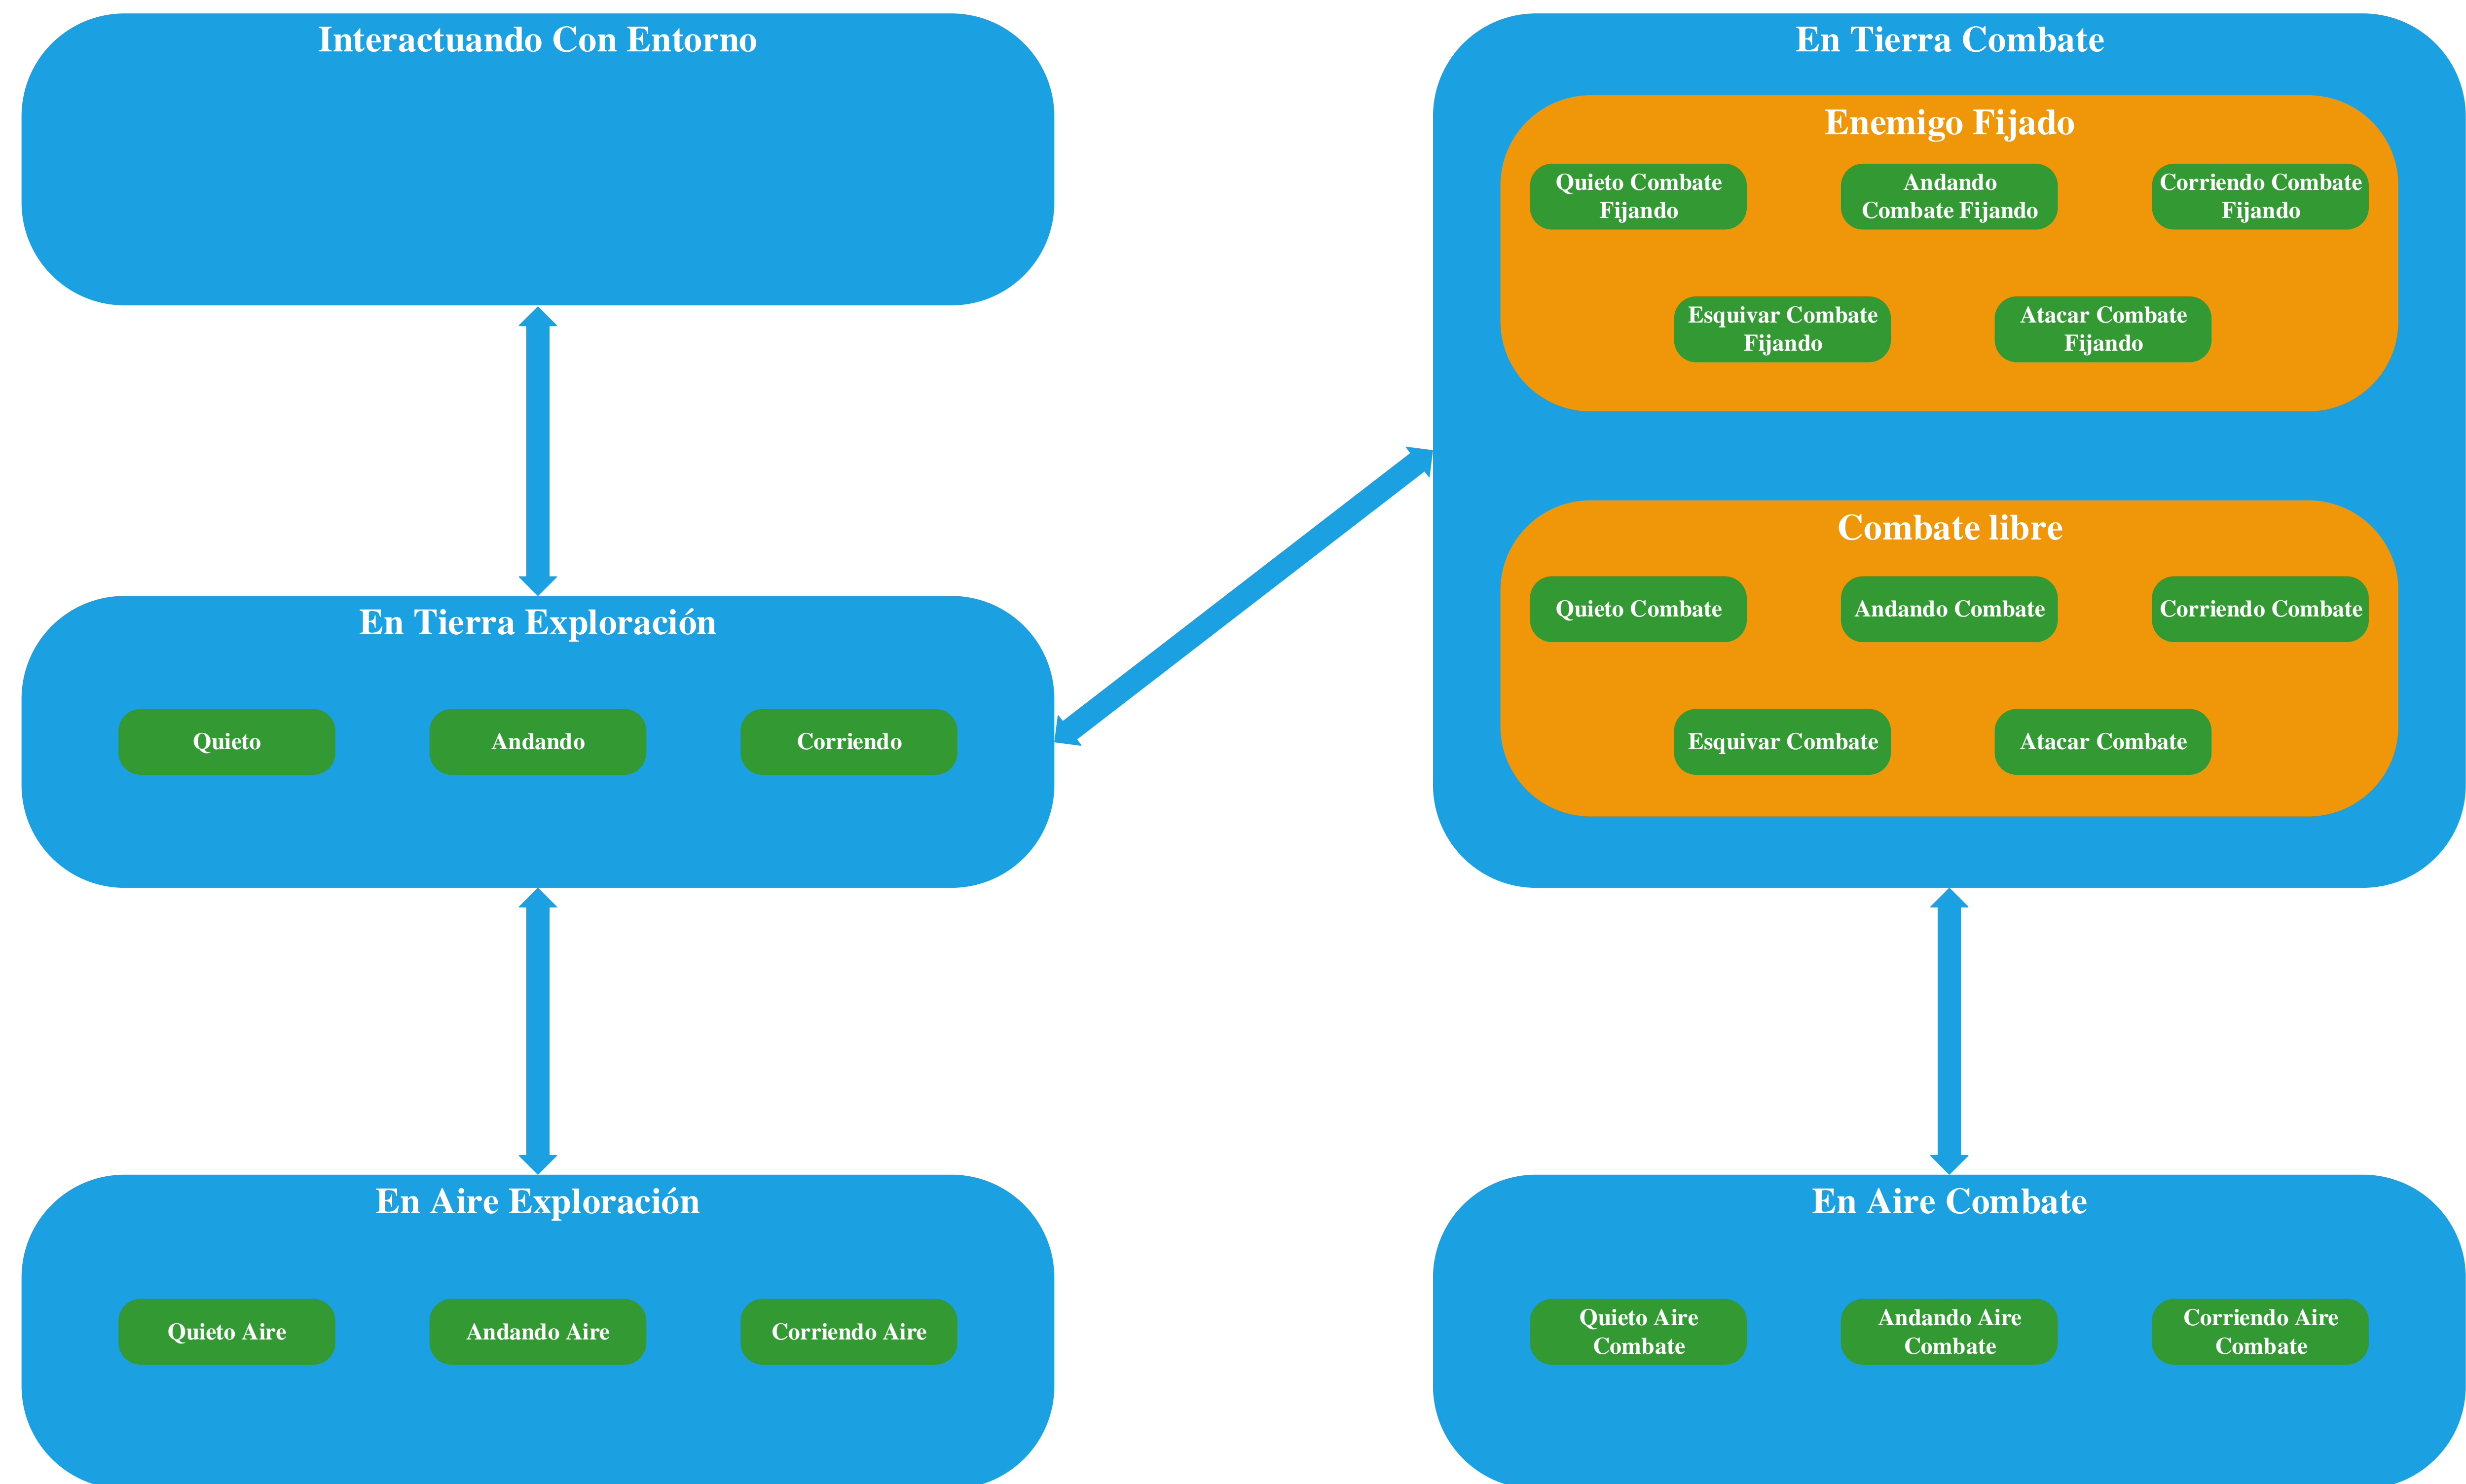 Interactuando Con Entorno
En Tierra Exploración
Quieto
Andando
Corriendo
En Aire Exploración
Quieto Aire
Andando Aire
Corriendo Aire
En Tierra Combate
Enemigo Fijado
Quieto Combate
Fijando
Andando
Combate Fijando
Corriendo Combate
Fijando
Esquivar Combate
Fijando
Atacar Combate
Fijando
Combate libre
Quieto Combate
Andando Combate
Corriendo Combate
Esquivar Combate
Atacar Combate
En Aire Combate
Quieto Aire
Combate
Andando Aire
Combate
Corriendo Aire
Combate